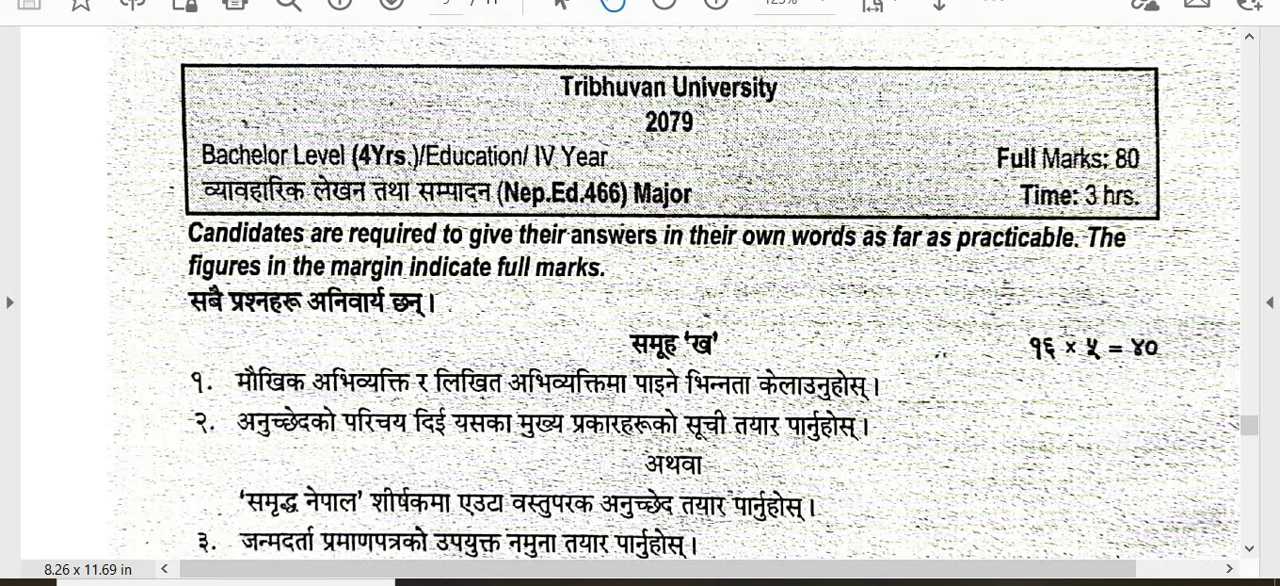 Tribhuvan University
2079
Bachelor Level (4Yrs.)/Education/ IV Year Full Marks: 80
व्यावहारिक लेखन तथा सम्पादन (Nep.Ed.466) Major Time: 3 hrs.
Candidates are required to give their answers in their own words as far as practicable. The
figures in the margin indicate full marks.
सबै प्रश्नहरू अनिवार्य छन्।
समूह 'ख' १६ × ५ = ४०
१. मौखिक अभिव्यक्ति र लिखित अभिव्यक्तिमा पाइने भिन्नता केलाउनुहोस्।
२. अनुच्छेदको परिचय दिई यसका मुख्य प्रकारहरूको सूची तयार पार्नुहोस्।
अथवा
'समृद्ध नेपाल' शीर्षकमा एउटा वस्तुपरक अनुच्छेद तयार पार्नुहोस्।
३. जन्मदर्ता प्रमाणपत्रको उपयुक्त नमुना तयार पार्नुहोस्।
8.26 x 11.69 in